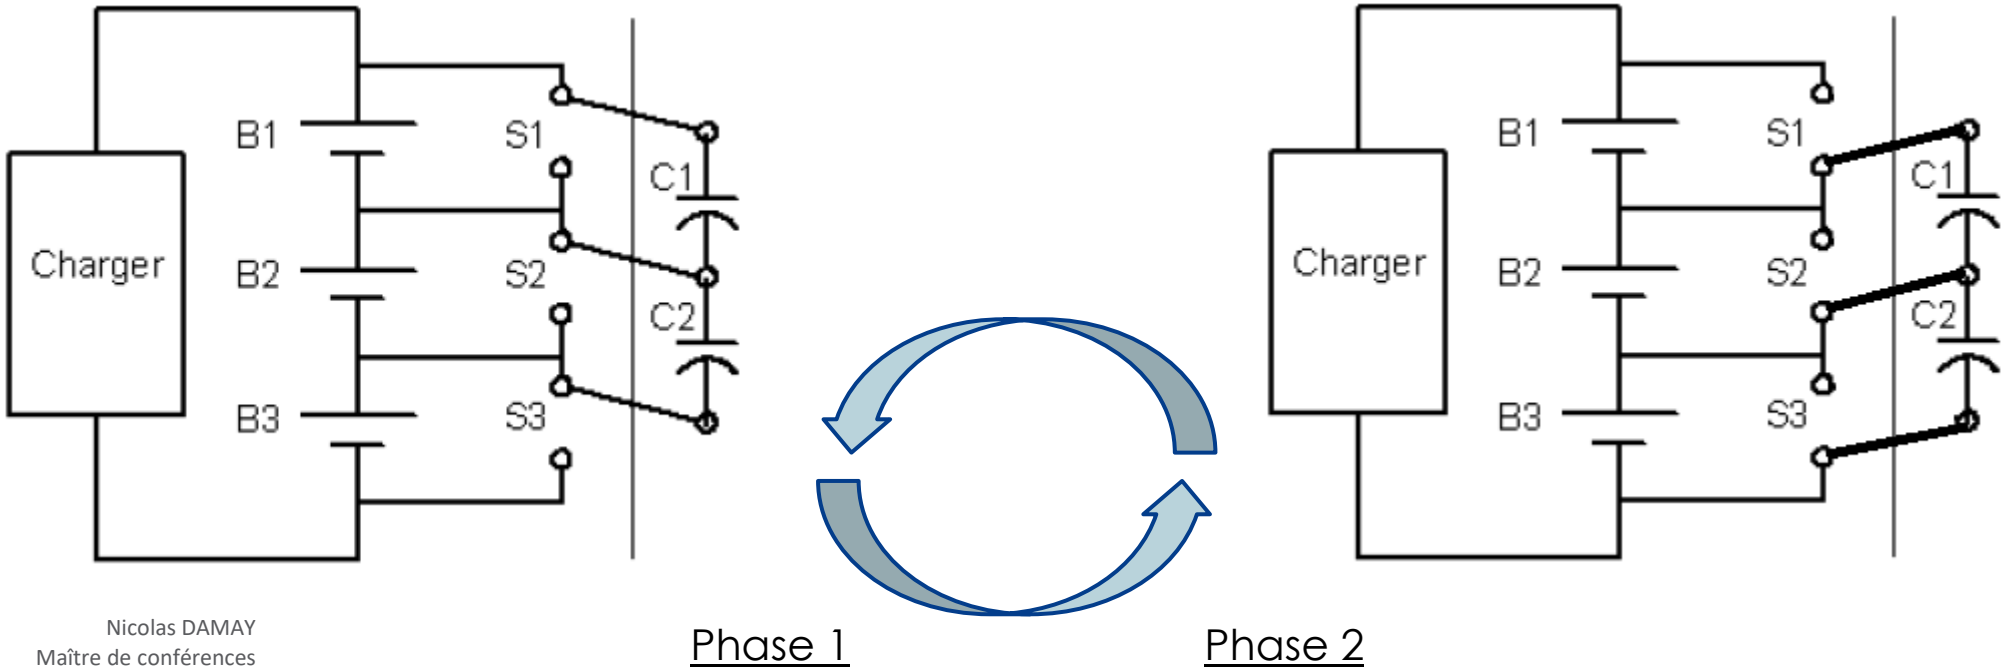 B1
S1
C1
Charger
B2
S2
C2
B3
S3
B1
S1
C1
Charger
B2
S2
C2
B3
S3
Nicolas DAMAY
Maître de conférences
Phase 1
Phase 2